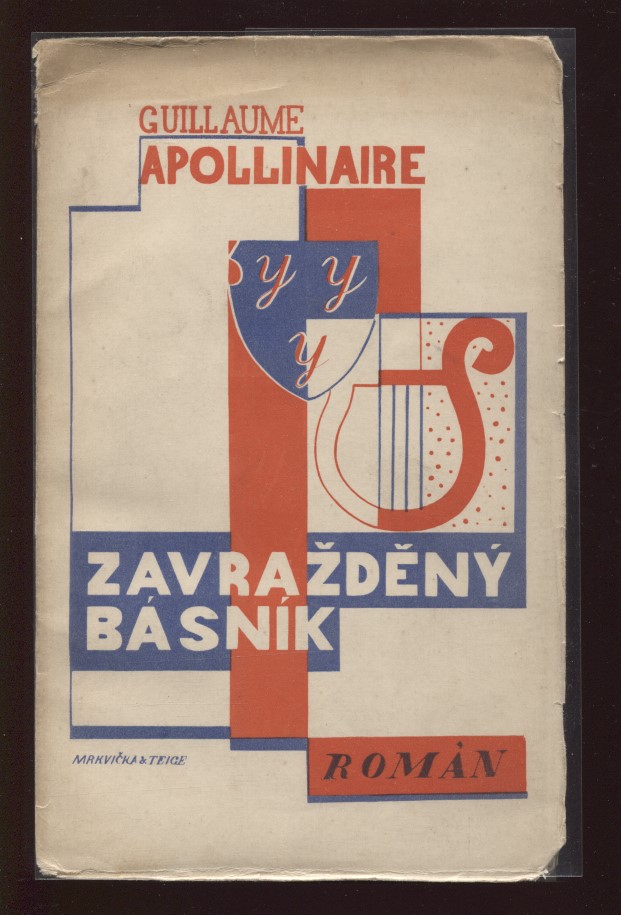 GUILLAUME
APOLLINAIRE
y y
y
ZAVRAŽDĚNÝ
BÁSNÍK
MRKVIČKA & TEIGE
ROMÁN